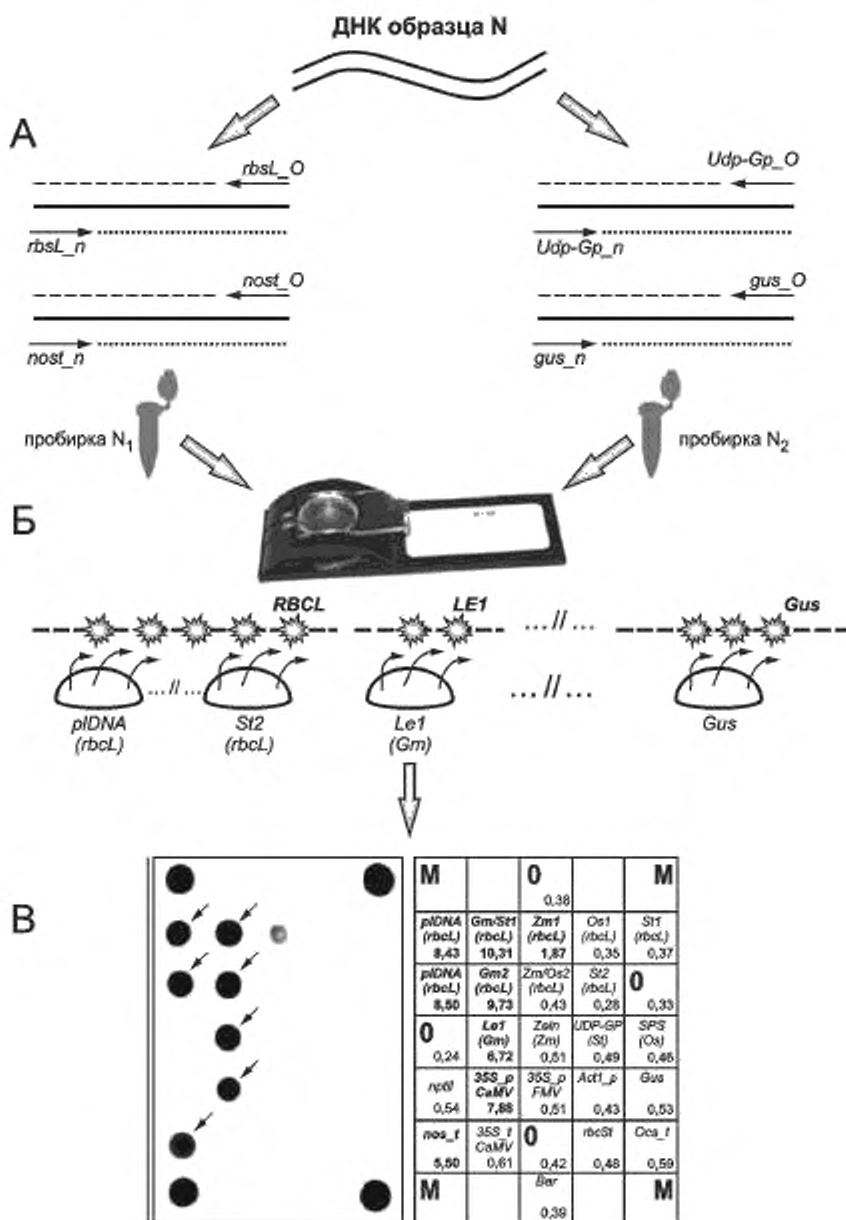 ДНК образца N
А
rbsL_O
Udp-Gp_O
rbsL_n
Udp-Gp_n
nost_O
gus_O
nost_n
gus_n
пробирка N1
пробирка N2
Б
RBCL
LE1
...//...
Gus
...//...
...//...
plDNA
(rbcL)
St2
(rbcL)
Le1
(Gm)
Gus
В
M
0
0,38
M
plDNA
(rbcL)
8,43
Gm/St1
(rbcL)
10,31
Zm1
(rbcL)
1,87
Os1
(rbcL)
0,35
St1
(rbcL)
0,37
plDNA
(rbcL)
8,50
Gm2
(rbcL)
9,73
Zm/Os2
(rbcL)
0,43
St2
(rbcL)
0,28
0
0,33
0
0,24
Le1
(Gm)
6,72
Zein
(Zm)
0,51
UDP-GP
(St)
0,49
SPS
(Os)
0,46
nptII
0,54
35S_p
CaMV
7,88
35S_p
FMV
0,51
Act1_p
0,43
Gus
0,53
nos_t
5,50
35S_t
CaMV
0,61
0
0,42
rbcSt
0,48
Ocs_t
0,59
M
Bar
0,39
M